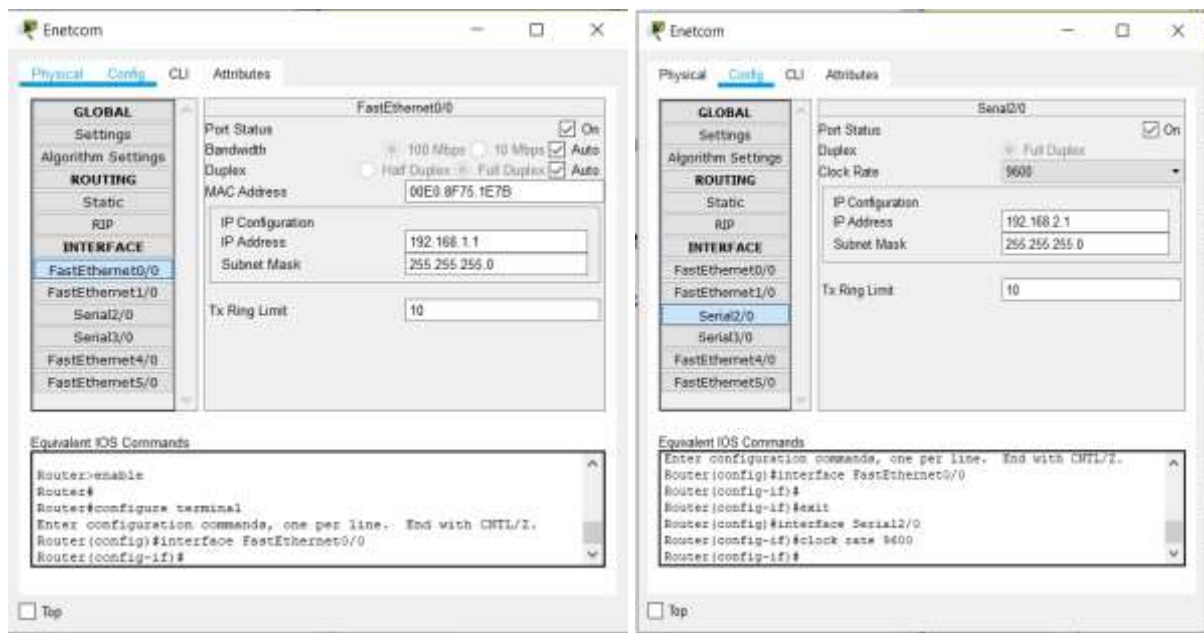 Enetcom
Physical Config CLI Attributes
GLOBAL
Settings
Algorithm Settings
ROUTING
Static
RIP
INTERFACE
FastEthernet0/0
FastEthernet1/0
Serial2/0
Serial3/0
FastEthernet4/0
FastEthernet5/0
FastEthernet0/0
Port Status On
Bandwidth 100 Mbps 10 Mbps Auto
Duplex Half Duplex Full Duplex Auto
MAC Address 00E0.8F75.1E7B
IP Configuration
IP Address 192.168.1.1
Subnet Mask 255.255.255.0
Tx Ring Limit 10
Equivalent IOS Commands
Router>enable
Router#
Router#configure terminal
Enter configuration commands, one per line. End with CNTL/Z.
Router(config)#interface FastEthernet0/0
Router(config-if)#
Top
Enetcom
Physical Config CLI Attributes
GLOBAL
Settings
Algorithm Settings
ROUTING
Static
RIP
INTERFACE
FastEthernet0/0
FastEthernet1/0
Serial2/0
Serial3/0
FastEthernet4/0
FastEthernet5/0
Serial2/0
Port Status On
Duplex Full Duplex
Clock Rate 9600
IP Configuration
IP Address 192.168.2.1
Subnet Mask 255.255.255.0
Tx Ring Limit 10
Equivalent IOS Commands
Enter configuration commands, one per line. End with CNTL/Z.
Router(config)#interface FastEthernet0/0
Router(config-if)#
Router(config-if)#exit
Router(config)#interface Serial2/0
Router(config-if)#clock rate 9600
Router(config-if)#
Top